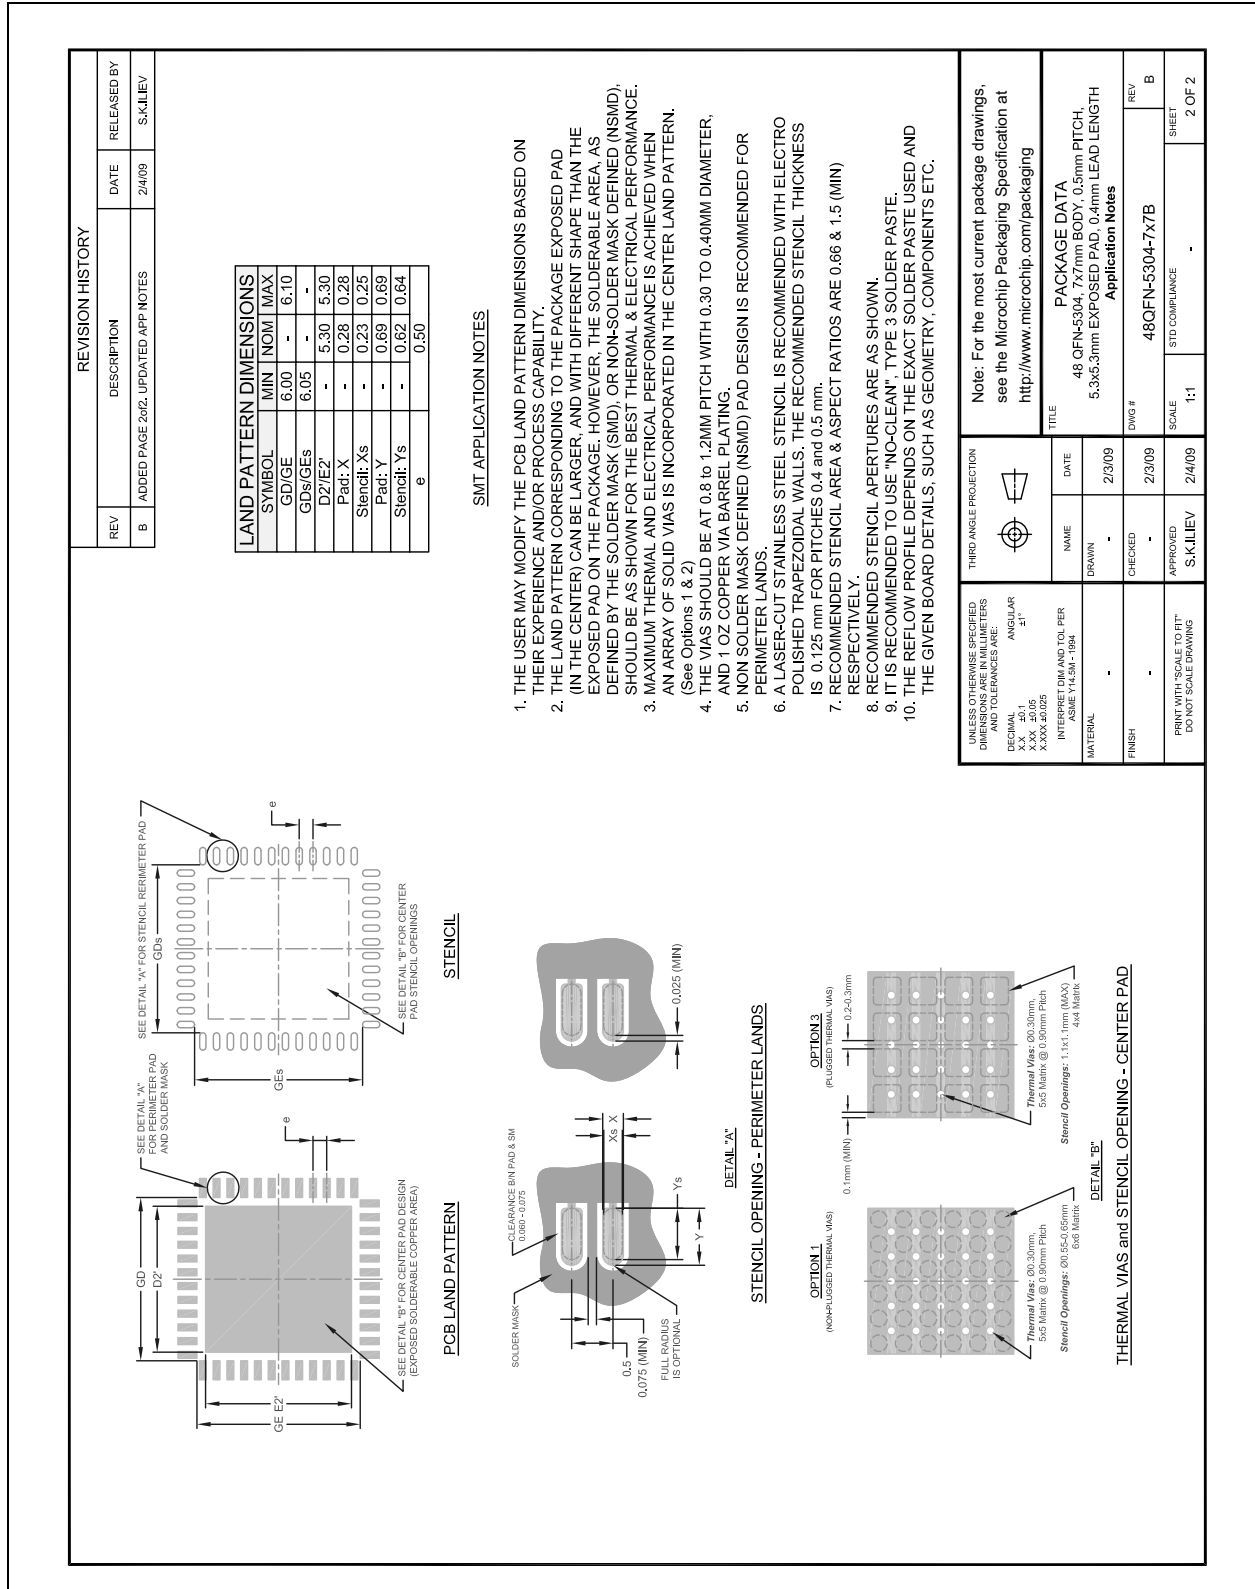 REVISION HISTORY
REV DESCRIPTION DATE RELEASED BY
B ADDED PAGE 2of2. UPDATED APP NOTES 2/4/09 S.K.ILIEV
LAND PATTERN DIMENSIONS
SYMBOL MIN NOM MAX
GD/GE 6.00 - 6.10
GDs/GEs 6.05 - -
D2'/E2' - 5.30 5.30
Pad: X - 0.28 0.28
Stencil: Xs - 0.23 0.25
Pad: Y - 0.69 0.69
Stencil: Ys - 0.62 0.64
e 0.50
SMT APPLICATION NOTES
1. THE USER MAY MODIFY THE PCB LAND PATTERN DIMENSIONS BASED ON
THEIR EXPERIENCE AND/OR PROCESS CAPABILITY.
2. THE LAND PATTERN CORRESPONDING TO THE PACKAGE EXPOSED PAD
(IN THE CENTER) CAN BE LARGER, AND WITH DIFFERENT SHAPE THAN THE
EXPOSED PAD ON THE PACKAGE. HOWEVER, THE SOLDERABLE AREA, AS
DEFINED BY THE SOLDER MASK (SMD), OR NON-SOLDER MASK DEFINED (NSMD),
SHOULD BE AS SHOWN FOR THE BEST THERMAL & ELECTRICAL PERFORMANCE.
3. MAXIMUM THERMAL AND ELECTRICAL PERFORMANCE IS ACHIEVED WHEN
AN ARRAY OF SOLID VIAS IS INCORPORATED IN THE CENTER LAND PATTERN.
(See Options 1 & 2)
4. THE VIAS SHOULD BE AT 0.8 to 1.2MM PITCH WITH 0.30 TO 0.40MM DIAMETER,
AND 1 OZ COPPER VIA BARREL PLATING.
5. NON SOLDER MASK DEFINED (NSMD) PAD DESIGN IS RECOMMENDED FOR
PERIMETER LANDS.
6. A LASER-CUT STAINLESS STEEL STENCIL IS RECOMMENDED WITH ELECTRO
POLISHED TRAPEZOIDAL WALLS. THE RECOMMENDED STENCIL THICKNESS
IS 0.125 mm FOR PITCHES 0.4 and 0.5 mm.
7. RECOMMENDED STENCIL AREA & ASPECT RATIOS ARE 0.66 & 1.5 (MIN)
RESPECTIVELY.
8. RECOMMENDED STENCIL APERTURES ARE AS SHOWN.
9. IT IS RECOMMENDED TO USE "NO-CLEAN", TYPE 3 SOLDER PASTE.
10. THE REFLOW PROFILE DEPENDS ON THE EXACT SOLDER PASTE USED AND
THE GIVEN BOARD DETAILS, SUCH AS GEOMETRY, COMPONENTS ETC.
SEE DETAIL "A"
FOR PERIMETER PAD
AND SOLDER MASK
GD
D2'
GE
E2'
e
SEE DETAIL "B" FOR CENTER PAD DESIGN
(EXPOSED SOLDERABLE COPPER AREA)
PCB LAND PATTERN
SEE DETAIL "A" FOR STENCIL RERIMETER PAD
GDs
GEs
e
SEE DETAIL "B" FOR CENTER
PAD STENCIL OPENINGS
STENCIL
SOLDER MASK
CLEARANCE B/N PAD & SM
0.060 - 0.075
Xs X
Ys
Y
0.5
0.075 (MIN)
FULL RADIUS
IS OPTIONAL
0.025 (MIN)
DETAIL "A"
STENCIL OPENING - PERIMETER LANDS
OPTION 1
(NON-PLUGGED THERMAL VIAS)
Thermal Vias: Ø0.30mm,
5x5 Matrix @ 0.90mm Pitch
Stencil Openings: Ø0.55-0.65mm
6x6 Matrix
OPTION 3
(PLUGGED THERMAL VIAS)
0.1mm (MIN)
0.2-0.3mm
Thermal Vias: Ø0.30mm,
5x5 Matrix @ 0.90mm Pitch
Stencil Openings: 1.1x1.1mm (MAX)
4x4 Matrix
DETAIL "B"
THERMAL VIAS and STENCIL OPENING - CENTER PAD
UNLESS OTHERWISE SPECIFIED
DIMENSIONS ARE IN MILLIMETERS
AND TOLERANCES ARE:
DECIMAL ANGULAR
X.X ±0.1 ±1°
X.XX ±0.05
X.XXX ±0.025
INTERPRET DIM AND TOL PER
ASME Y14.5M - 1994
MATERIAL
-
FINISH
-
PRINT WITH "SCALE TO FIT"
DO NOT SCALE DRAWING
THIRD ANGLE PROJECTION
NAME DATE
DRAWN
- 2/3/09
CHECKED
- 2/3/09
APPROVED
S.K.ILIEV 2/4/09
Note: For the most current package drawings,
see the Microchip Packaging Specification at
http://www.microchip.com/packaging
TITLE
PACKAGE DATA
48 QFN-5304, 7x7mm BODY, 0.5mm PITCH,
5.3x5.3mm EXPOSED PAD, 0.4mm LEAD LENGTH
Application Notes
DWG # REV
48QFN-5304-7x7B B
SCALE STD COMPLIANCE SHEET
1:1 - 2 OF 2